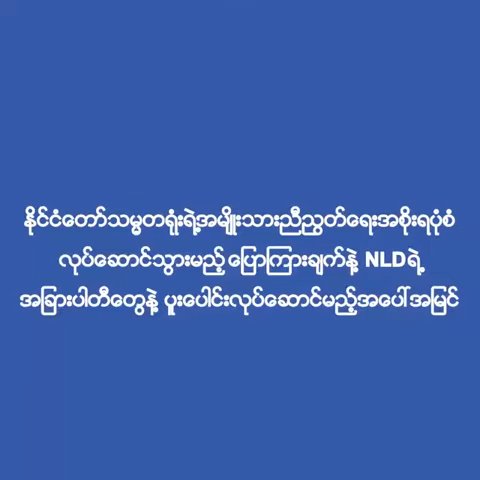 နိုင်ငံတော်သမ္မတရုံးရဲ့အမျိုးသားညီညွတ်ရေးအစိုးရပုံစံ
လုပ်ဆောင်သွားမည့်ပြောကြားချက်နဲ့ NLDရဲ့
အခြားပါတီတွေနဲ့ ပူးပေါင်းလုပ်ဆောင်မည့်အပေါ်အမြင်